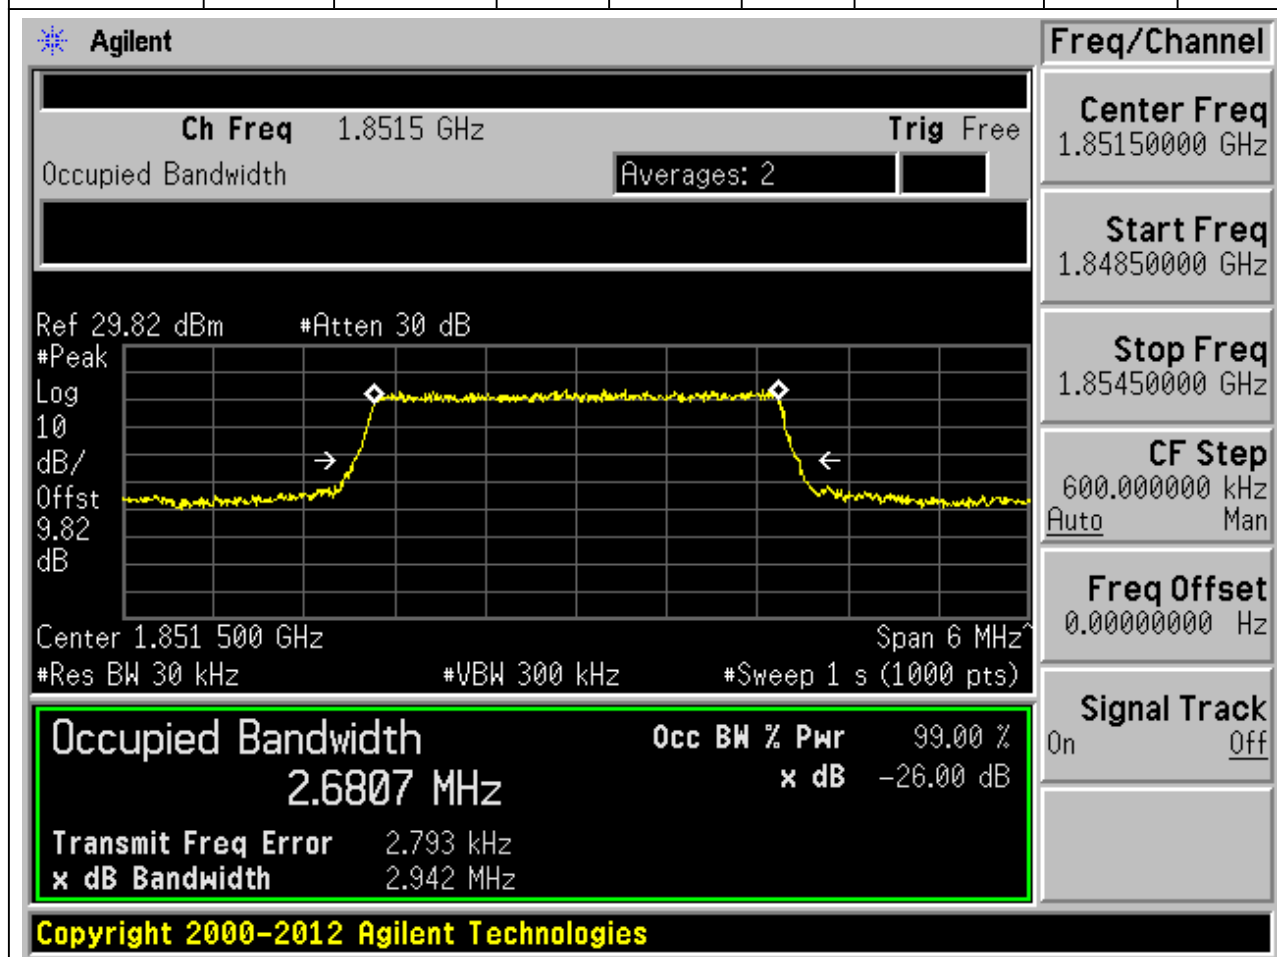 Agilent
Freq/Channel
Ch Freq 1.8515 GHz Trig Free
Occupied Bandwidth Averages: 2
Center Freq
1.85150000 GHz
Start Freq
1.84850000 GHz
Stop Freq
1.85450000 GHz
CF Step
600.000000 kHz
Auto Man
Freq Offset
0.00000000 Hz
Signal Track
On Off
Ref 29.82 dBm #Atten 30 dB
#Peak
Log
10
dB/
Offst
9.82
dB
Center 1.851 500 GHz Span 6 MHz^
#Res BW 30 kHz #VBW 300 kHz #Sweep 1 s (1000 pts)
Occupied Bandwidth Occ BW % Pwr 99.00 %
2.6807 MHz x dB -26.00 dB
Transmit Freq Error 2.793 kHz
x dB Bandwidth 2.942 MHz
Copyright 2000-2012 Agilent Technologies